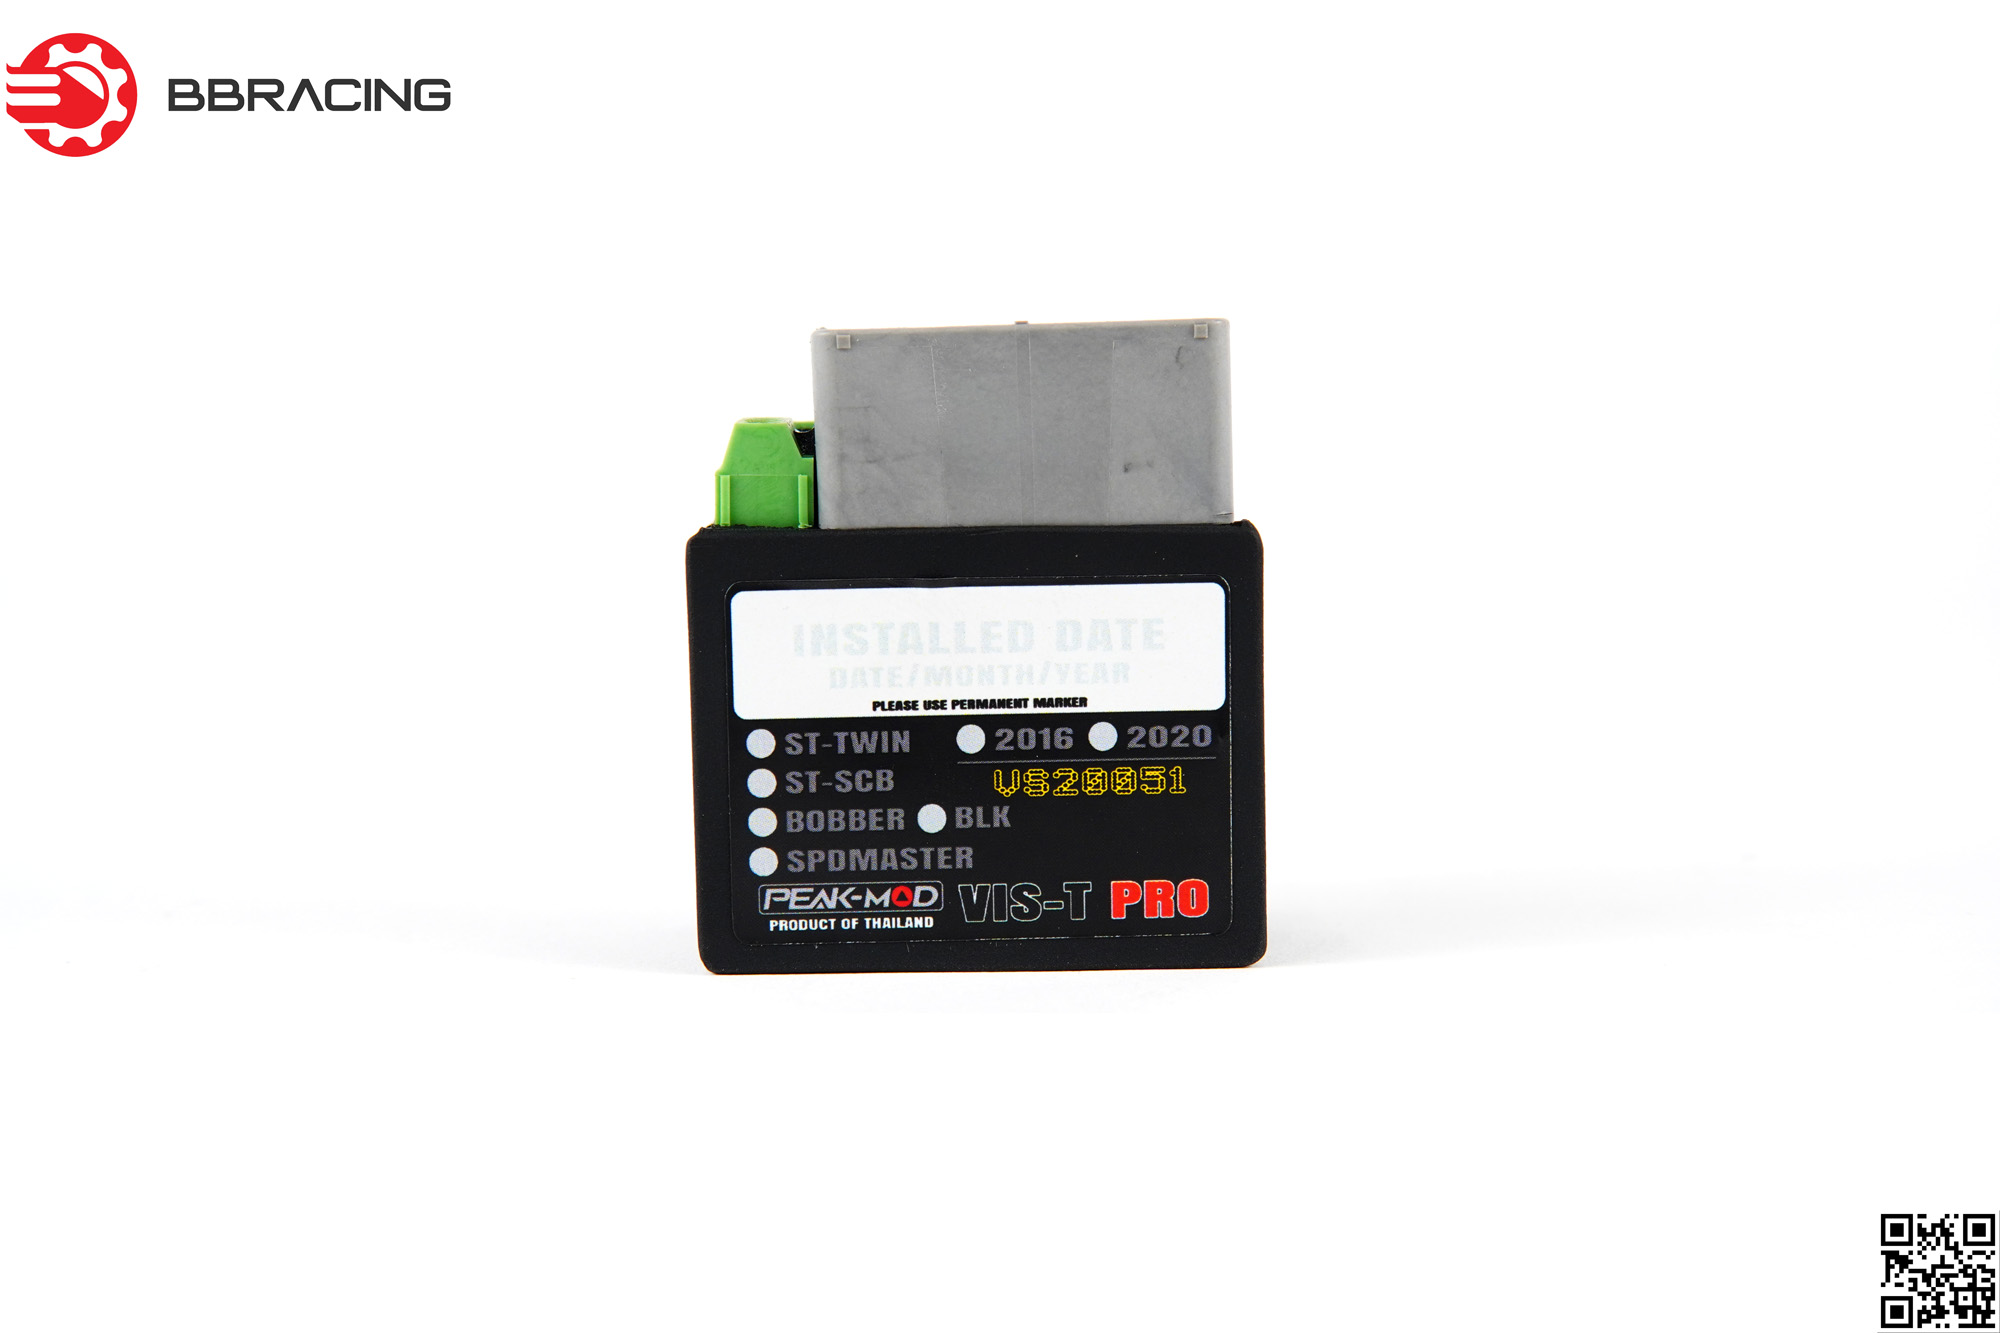 BBRACING
INSTALLED DATE
DATE/MONTH/YEAR
PLEASE USE PERMANENT MARKER
ST-TWIN 2016 2020
ST-SCB VS20051
BOBBER BLK
SPDMASTER
PEAK-MOD VIS-T PRO
PRODUCT OF THAILAND